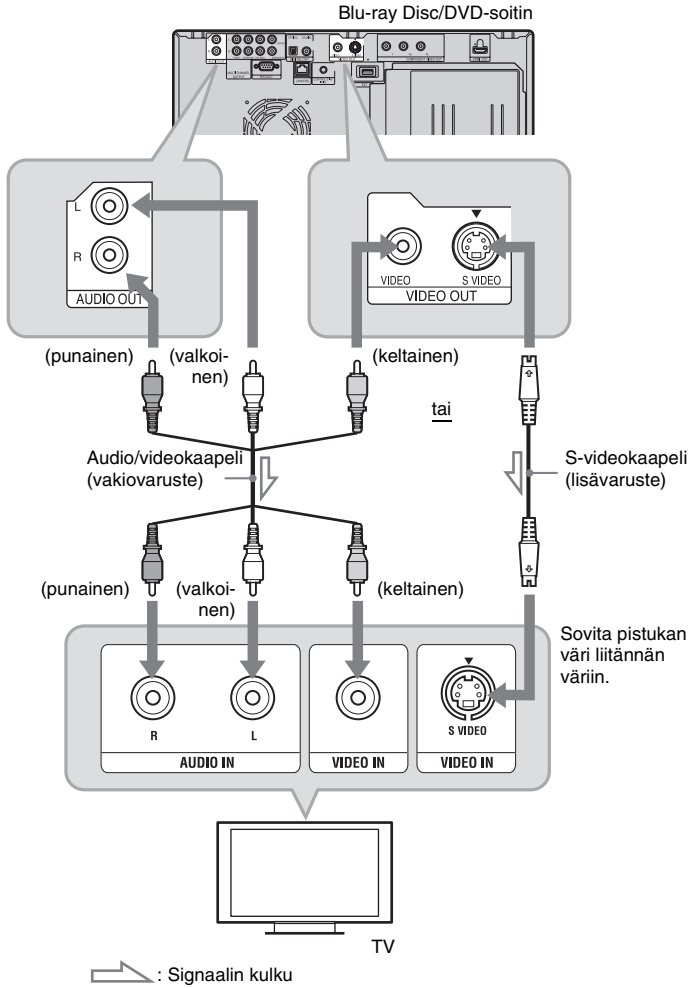 Blu-ray Disc/DVD-soitin
L
R
AUDIO OUT
VIDEO
S VIDEO
VIDEO OUT
(punainen)
(valkoi-
nen)
(keltainen)
tai
Audio/videokaapeli
(vakiovaruste)
S-videokaapeli
(lisävaruste)
(punainen)
(valkoi-
nen)
(keltainen)
Sovita pistukan
väri liitännän
väriin.
R
L
S VIDEO
AUDIO IN
VIDEO IN
VIDEO IN
TV
: Signaalin kulku